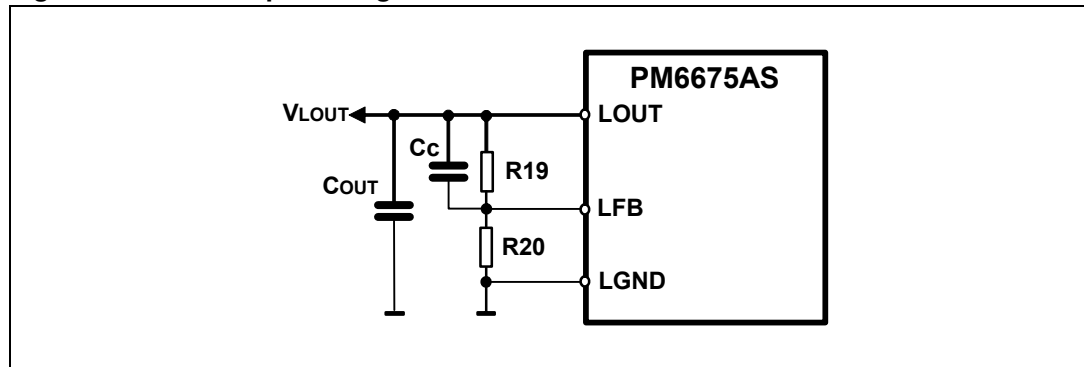 PM6675AS
VLOUT
LOUT
Cc
R19
COUT
LFB
R20
LGND